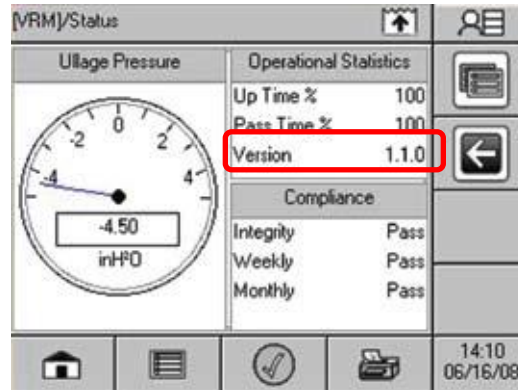 [VRM]/Status
Ullage Pressure
-4
-2
0
2
4
-4.50
inH²O
Operational Statistics
Up Time % 100
Pass Time % 100
Version 1.1.0
Compliance
Integrity Pass
Weekly Pass
Monthly Pass
14:10
06/16/08